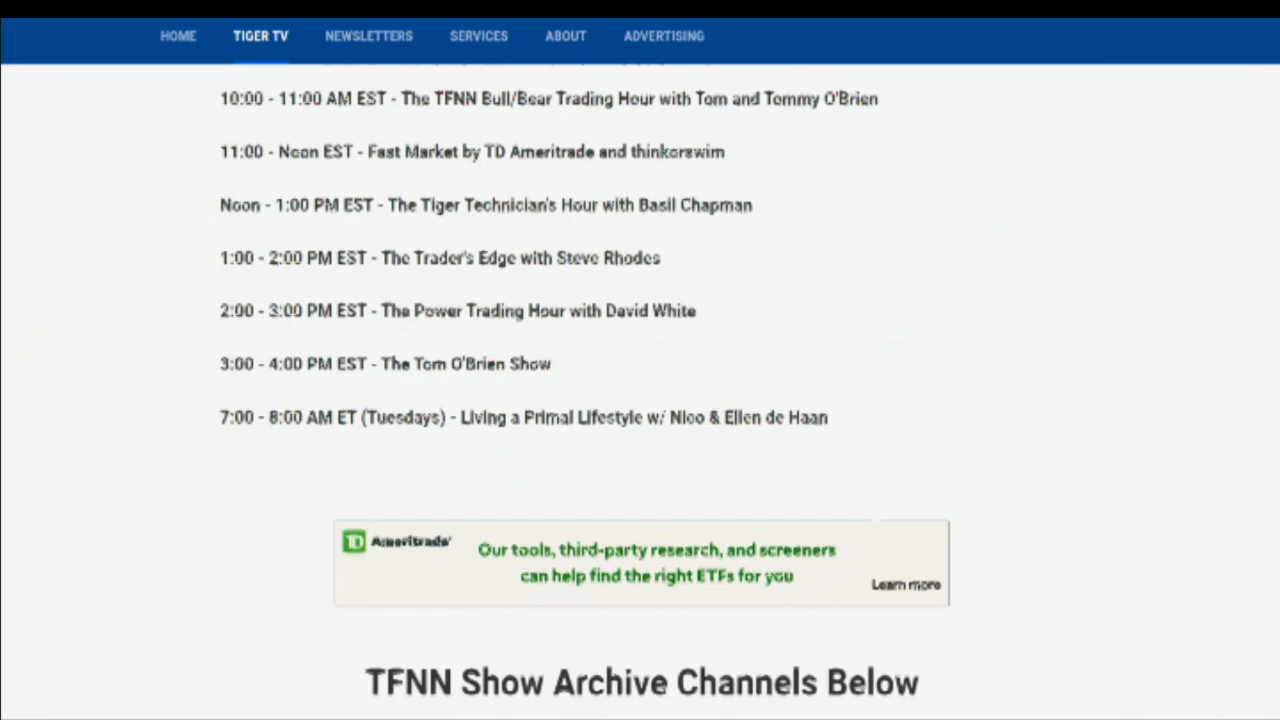 HOME TIGER TV NEWSLETTERS SERVICES ABOUT ADVERTISING
10:00 - 11:00 AM EST - The TFNN Bull/Bear Trading Hour with Tom and Tommy O'Brien
11:00 - Noon EST - Fast Market by TD Ameritrade and thinkorswim
Noon - 1:00 PM EST - The Tiger Technician's Hour with Basil Chapman
1:00 - 2:00 PM EST - The Trader's Edge with Steve Rhodes
2:00 - 3:00 PM EST - The Power Trading Hour with David White
3:00 - 4:00 PM EST - The Tom O'Brien Show
7:00 - 8:00 AM ET (Tuesdays) - Living a Primal Lifestyle w/ Nico & Ellen de Haan
TD Ameritrade
Our tools, third-party research, and screeners
can help find the right ETFs for you
Learn more
TFNN Show Archive Channels Below